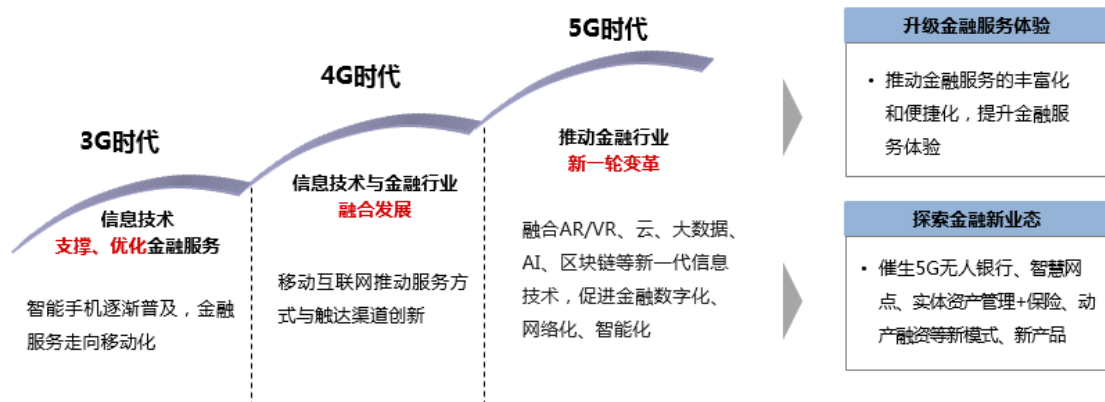 3G时代
信息技术
支撑、优化金融服务
智能手机逐渐普及，金融
服务走向移动化
4G时代
信息技术与金融行业
融合发展
移动互联网推动服务方
式与触达渠道创新
5G时代
推动金融行业
新一轮变革
融合AR/VR、云、大数据、
AI、区块链等新一代信息
技术，促进金融数字化、
网络化、智能化
升级金融服务体验
• 推动金融服务的丰富化
和便捷化，提升金融服
务体验
探索金融新业态
• 催生5G无人银行、智慧网
点、实体资产管理+保险、动
产融资等新模式、新产品